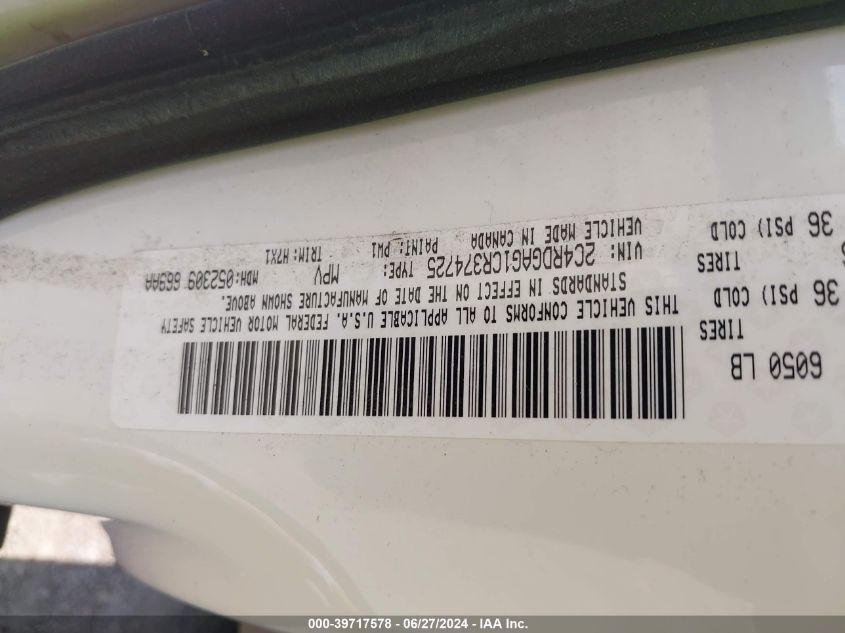 6050 LB
TIRES
36 PSI) COLD
TIRES
36 PSI) COLD
THIS VEHICLE CONFORMS TO ALL APPLICABLE U.S.A. FEDERAL MOTOR VEHICLE SAFETY
STANDARDS IN EFFECT ON THE DATE OF MANUFACTURE SHOWN ABOVE.
VIN: 2C4RDGAG1CR374725 TYPE: MPV MDH:052309 669AA
VEHICLE MADE IN CANADA PAINT: PW1 TRIM: H7X1
000-39717578 - 06/27/2024 - IAA Inc.